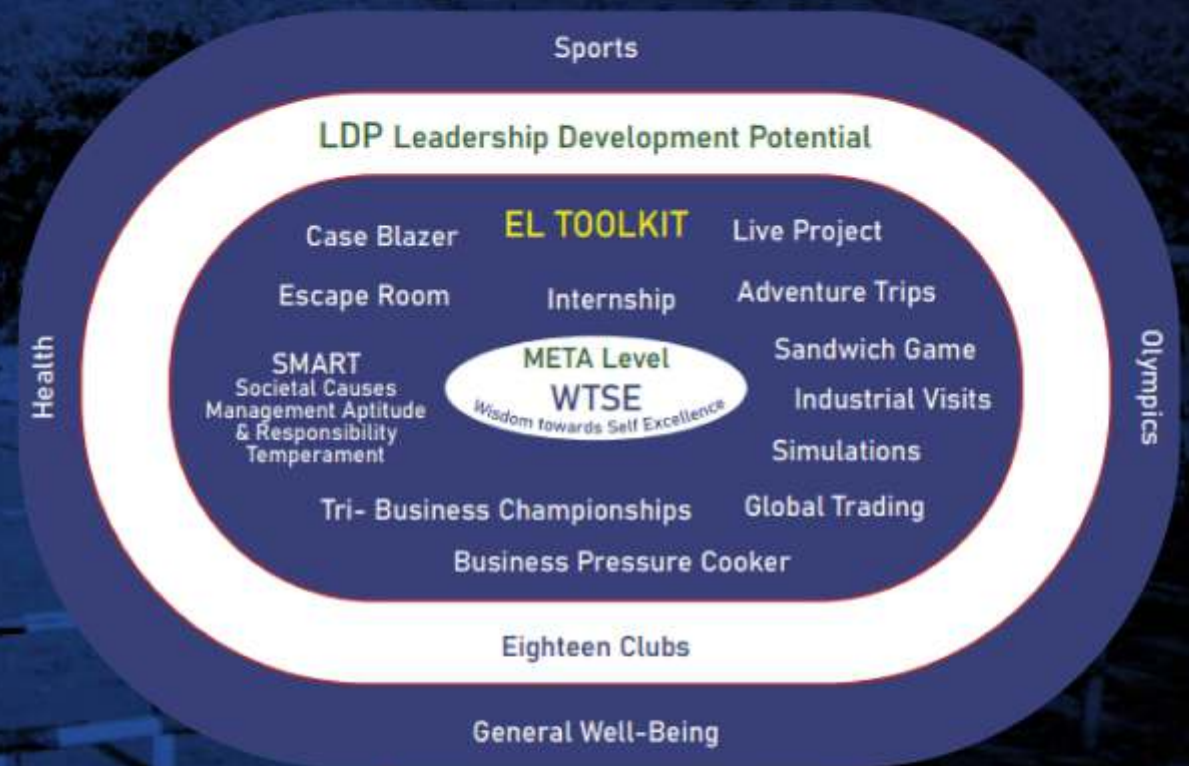 Sports
LDP Leadership Development Potential
EL TOOLKIT
Case Blazer
Live Project
Escape Room
Internship
Adventure Trips
SMART
Societal Causes
Management Aptitude
& Responsibility
Temperament
META Level
WTSE
Wisdom towards Self Excellence
Sandwich Game
Industrial Visits
Simulations
Tri- Business Championships
Global Trading
Business Pressure Cooker
Eighteen Clubs
General Well-Being
Health
Olympics